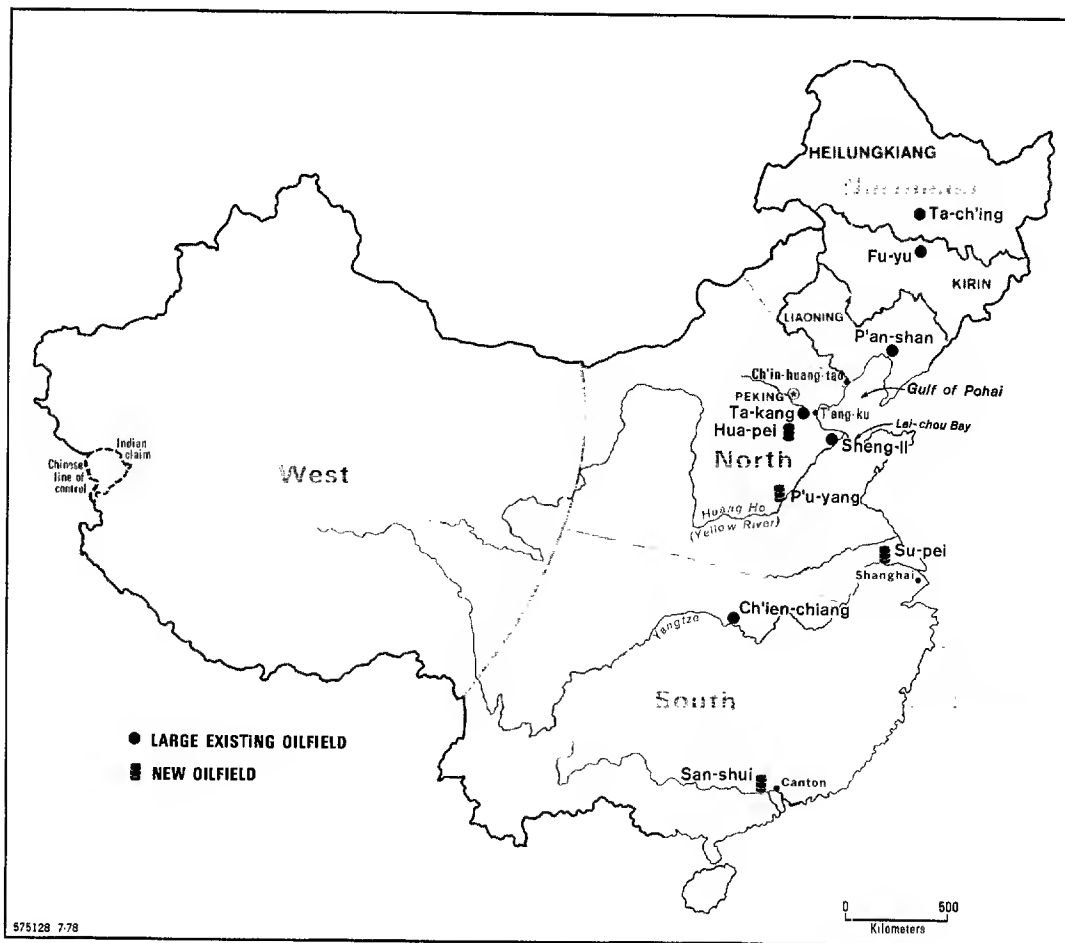 HEILUNGKIANG
Ta-ch'ing
Fu-yu
KIRIN
LIAONING
P'an-shan
Ch'in-huang-tao
Gulf of Pohai
PEKING
Ta-kang
T'ang-ku
Lai-chou Bay
Hua-pei
Sheng-li
North
Indian
claim
Chinese
line of
control
West
P'u-yang
Huang Ho
(Yellow River)
Su-pei
Shanghai
Ch'ien-chiang
Yangtze
South
LARGE EXISTING OILFIELD
NEW OILFIELD
San-shui
Canton
0 500
Kilometers
575128 7-78